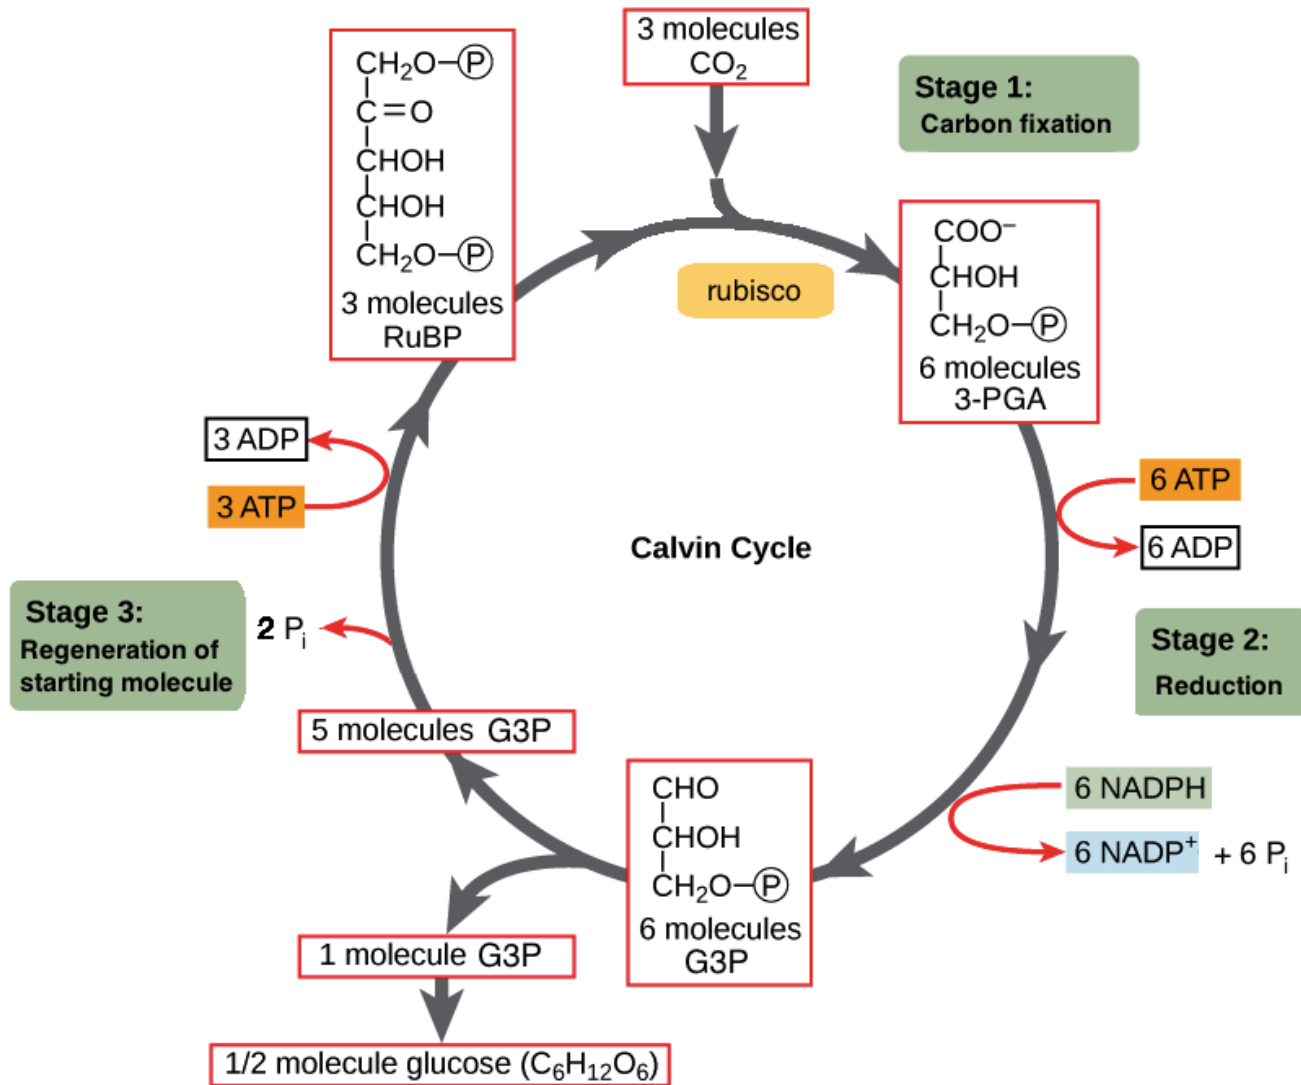 3 molecules
CO₂
Stage 1:
Carbon fixation
CH₂O–Ⓟ
C=O
CHOH
CHOH
CH₂O–Ⓟ
3 molecules
RuBP
rubisco
COO⁻
CHOH
CH₂O–Ⓟ
6 molecules
3-PGA
3 ADP
3 ATP
6 ATP
6 ADP
Calvin Cycle
Stage 3:
Regeneration of
starting molecule
2 Pᵢ
Stage 2:
Reduction
5 molecules G3P
6 NADPH
6 NADP⁺ + 6 Pᵢ
CHO
CHOH
CH₂O–Ⓟ
6 molecules
G3P
1 molecule G3P
1/2 molecule glucose (C₆H₁₂O₆)